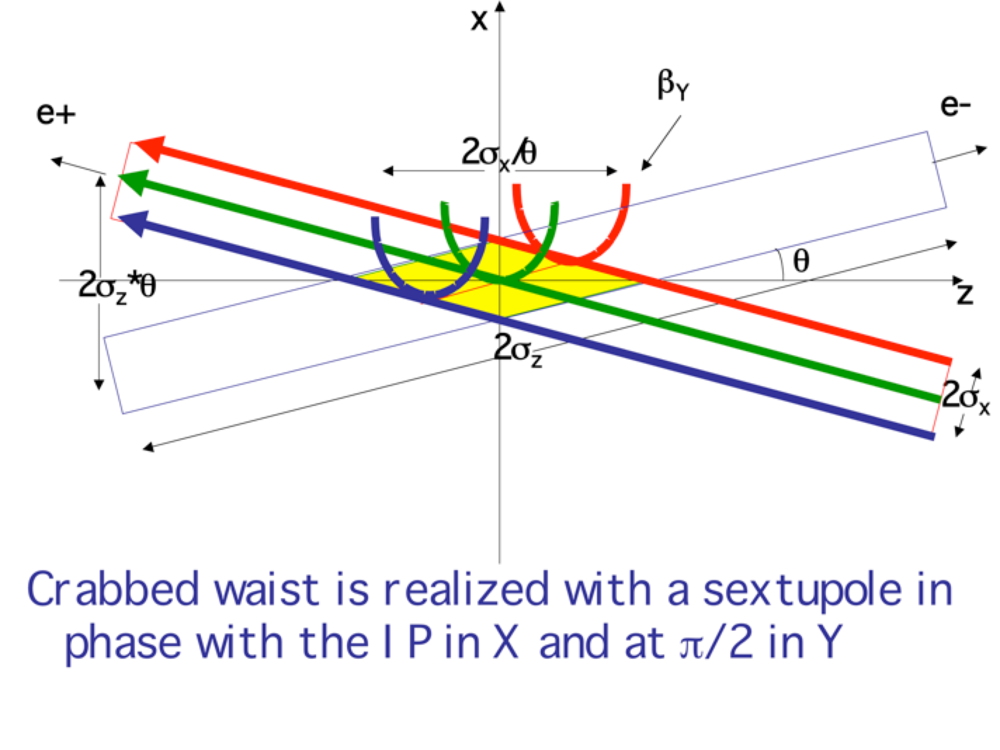 x
βY
e+
e-
2σx/θ
θ
2σz*θ
z
2σz
2σx
Crabbed waist is realized with a sextupole in
phase with the IP in X and at π/2 in Y